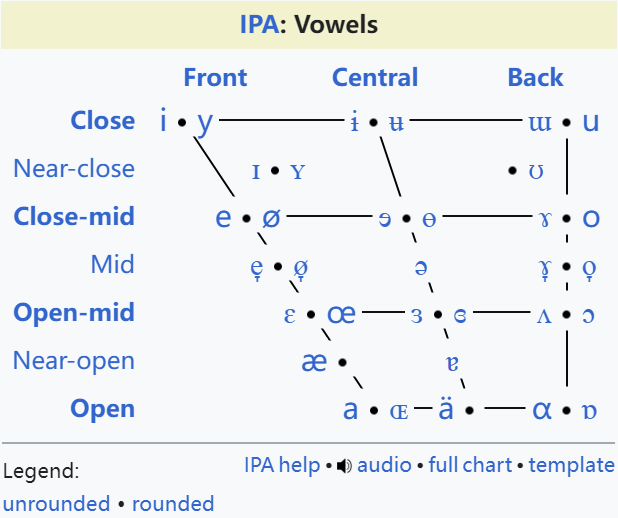 IPA: Vowels
Front Central Back
Close i • y ɨ • ʉ ɯ • u
Near-close ɪ • ʏ • ʊ
Close-mid e • ø ɘ • ɵ ɤ • o
Mid e̞ • ø̞ ə ɤ̞ • o̞
Open-mid ɛ • œ ɜ • ɞ ʌ • ɔ
Near-open æ • ɐ
Open a • ɶ ä • ɑ • ɒ
Legend:
unrounded • rounded
IPA help • audio • full chart • template